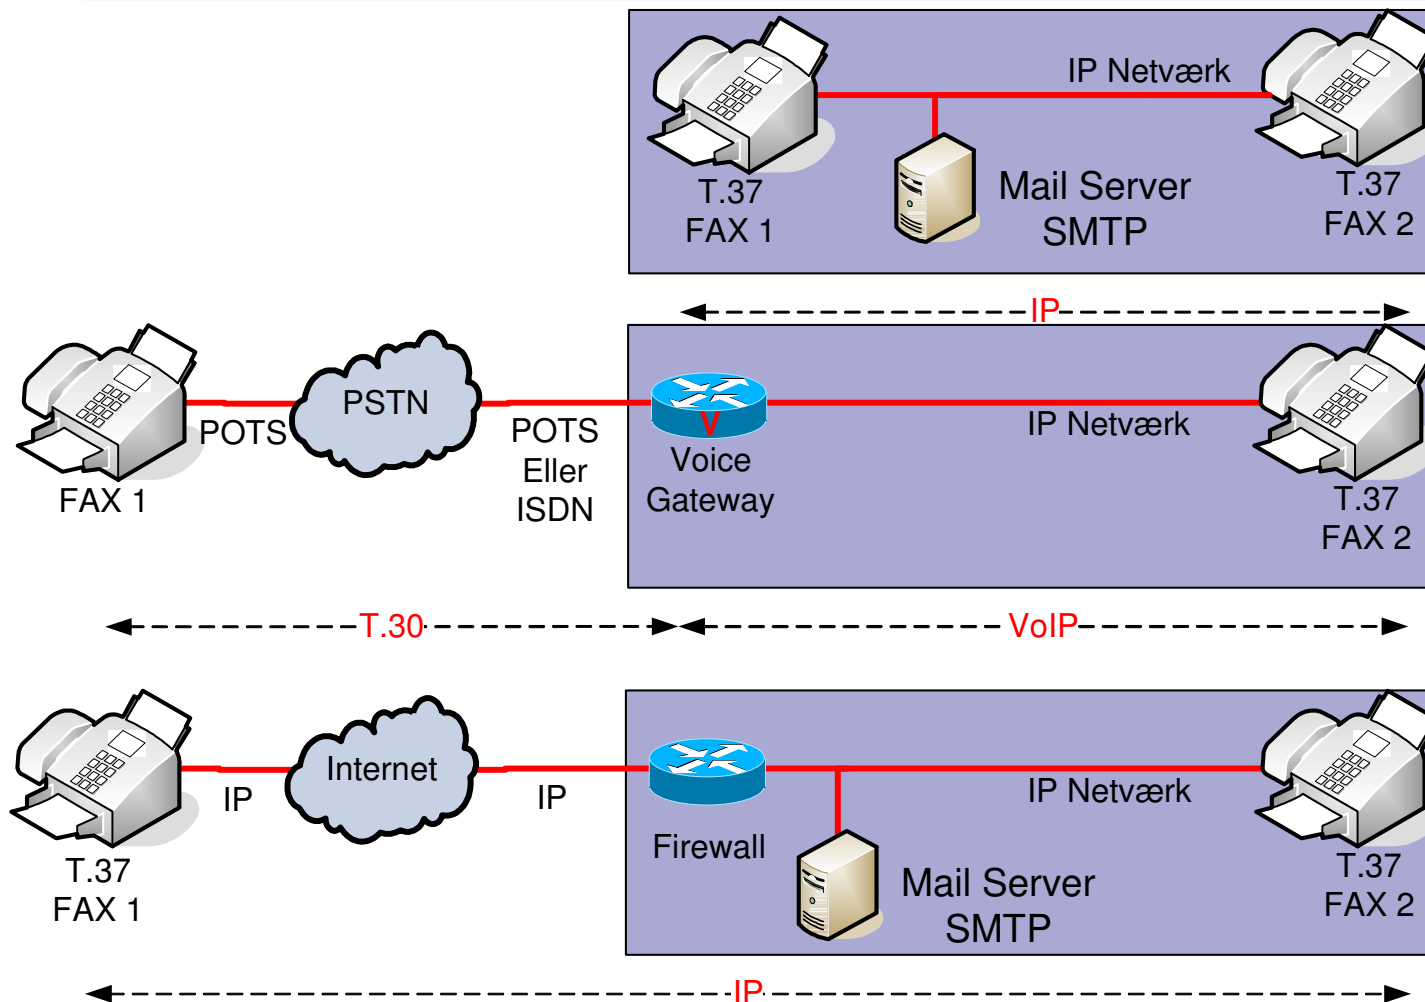 IP Netværk
T.37
FAX 1
Mail Server
SMTP
T.37
FAX 2
IP
FAX 1
POTS
PSTN
POTS
Eller
ISDN
V
Voice
Gateway
IP Netværk
T.37
FAX 2
T.30
VoIP
T.37
FAX 1
IP
Internet
IP
Firewall
Mail Server
SMTP
IP Netværk
T.37
FAX 2
IP